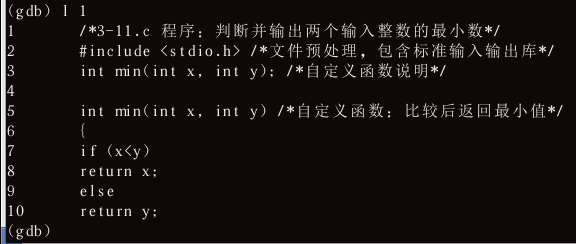 (gdb) l 1
1 /*3-11.c 程序：判断并输出两个输入整数的最小数*/
2 #include <stdio.h> /*文件预处理，包含标准输入输出库*/
3 int min(int x, int y); /*自定义函数说明*/
4
5 int min(int x, int y) /*自定义函数：比较后返回最小值*/
6 {
7 if (x<y)
8 return x;
9 else
10 return y;
(gdb)